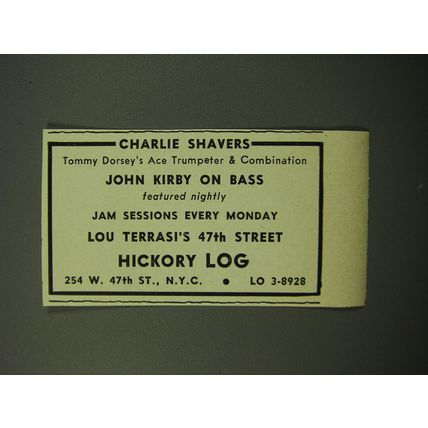 CHARLIE SHAVERS
Tommy Dorsey's Ace Trumpeter & Combination
JOHN KIRBY ON BASS
featured nightly
JAM SESSIONS EVERY MONDAY
LOU TERRASI'S 47th STREET
HICKORY LOG
254 W. 47th ST., N.Y.C. • LO 3-8928